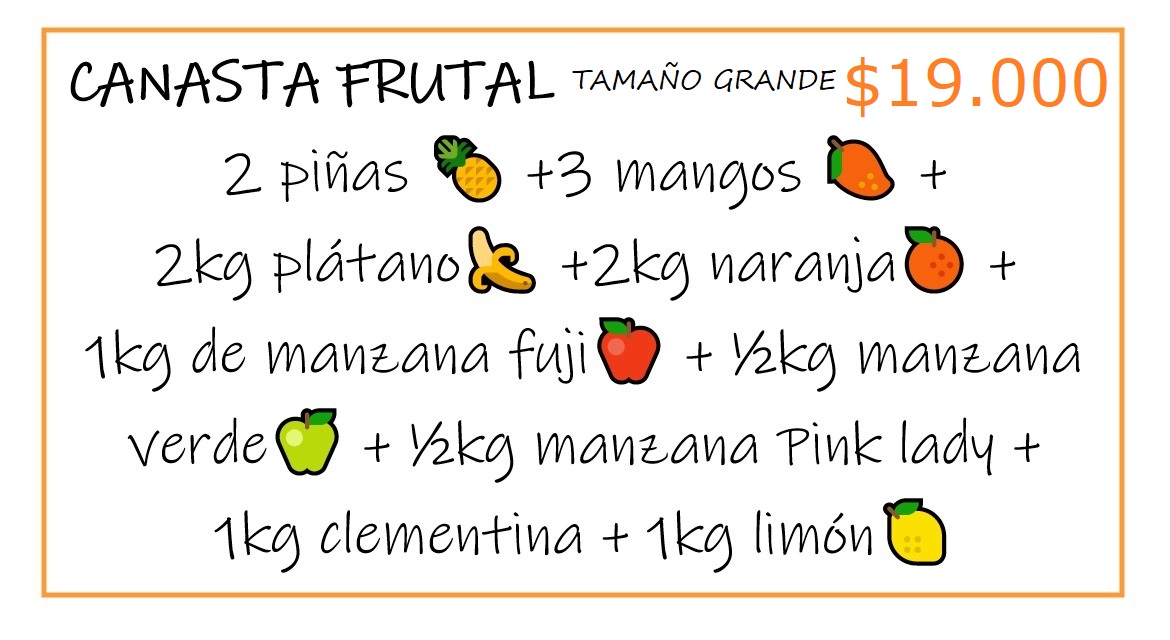 CANASTA FRUTAL TAMAÑO GRANDE $19.000
2 piñas 🍍 +3 mangos 🥭 +
2kg plátano🍌 +2kg naranja🍊 +
1kg de manzana fuji🍎 + ½kg manzana
verde🍏 + ½kg manzana Pink lady +
1kg clementina + 1kg limón🍋